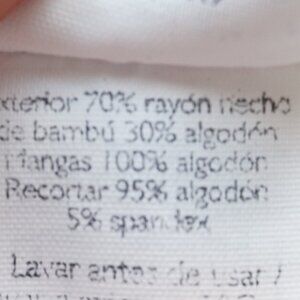 xterior 70% rayón hecho
de bambú 30% algodón
Mangas 100% algodón
Recortar 95% algodón
5% spandex
Lavar antes de usar /